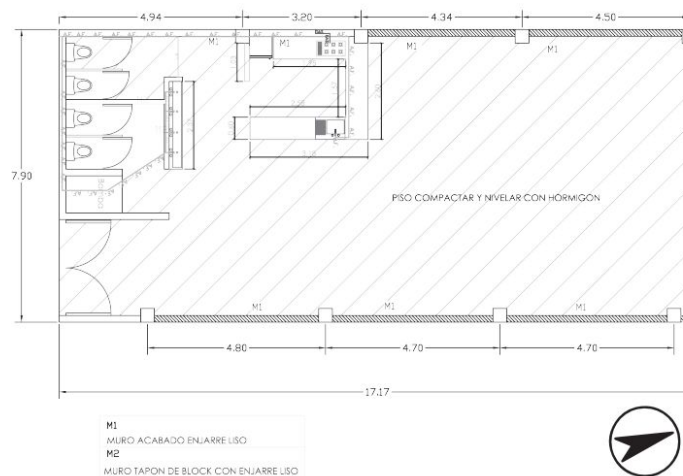 4.94
3.20
4.34
4.50
M1
M1
M1
M1
7.90
PISO COMPACTAR Y NIVELAR CON HORMIGON
M1
M1
M1
4.80
4.70
4.70
17.17
M1
MURO ACABADO ENJARRE LISO
M2
MURO TAPON DE BLOCK CON ENJARRE LISO